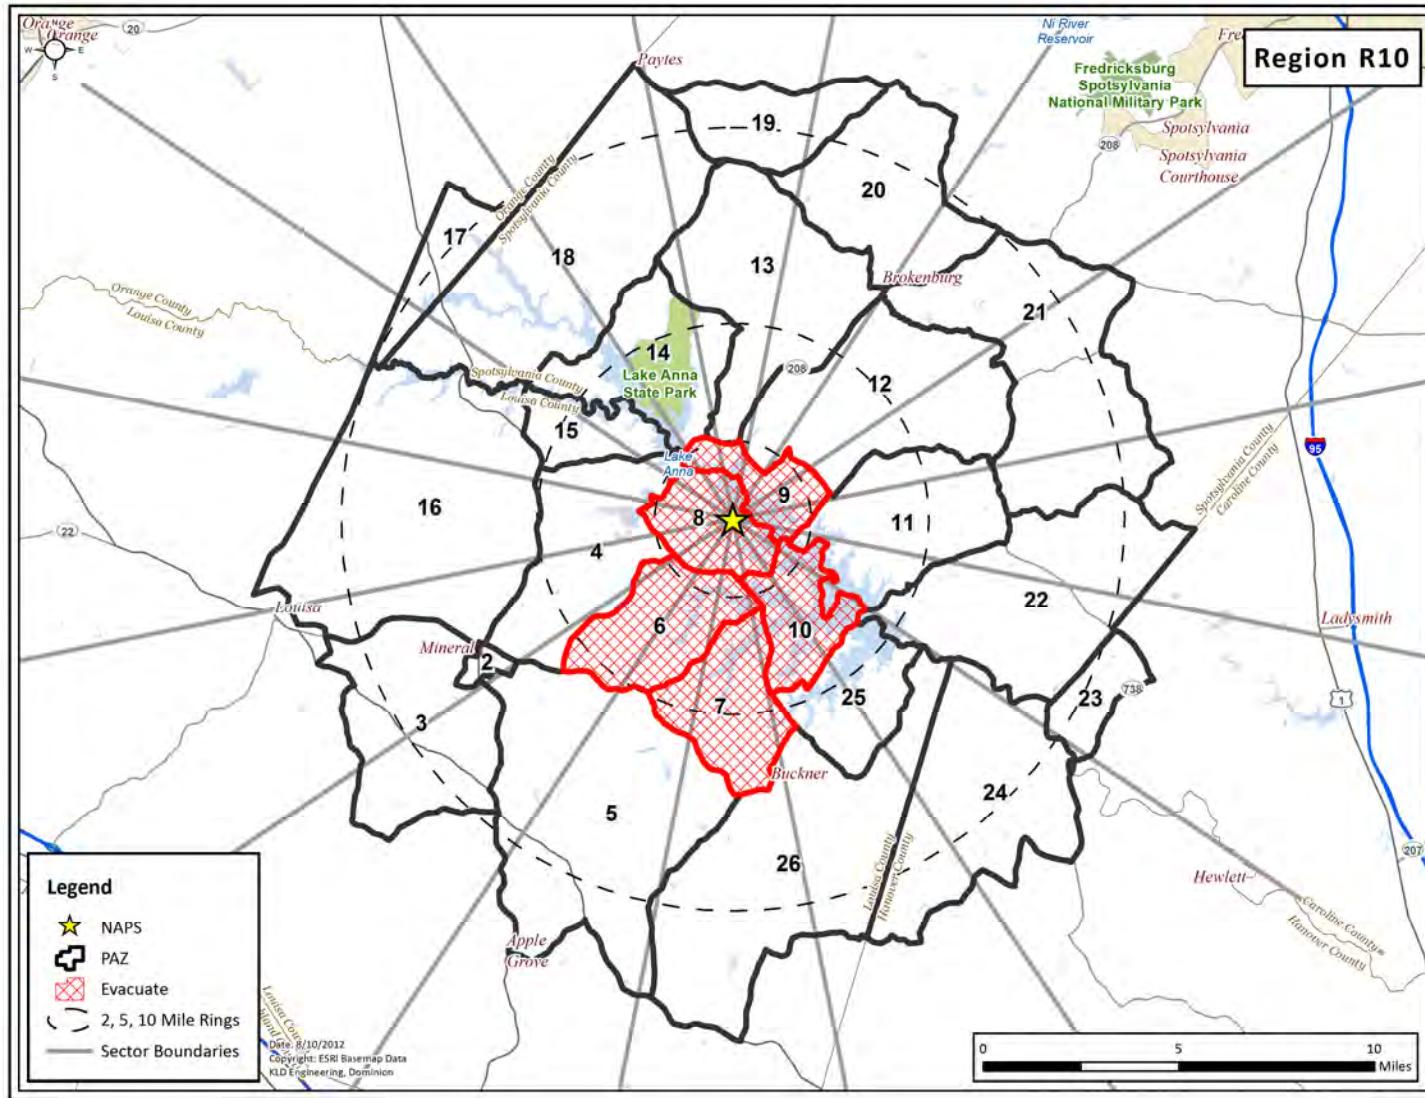 Orange
Orange
N
W
E
S
20
Paytes
Ni River
Reservoir
Fre
Region R10
Fredricksburg
Spotsylvania
National Military Park
Spotsylvania
208
Spotsylvania
Courthouse
19
20
17
Orange County
Spotsylvania County
18
13
Brokenburg
Orange County
Louisa County
21
14
Lake Anna
State Park
208
12
Spotsylvania County
Louisa County
15
Lake
Anna
95
Spotsylvania County
Caroline County
9
16
8
11
22
4
Louisa
22
Ladysmith
6
10
Mineral
2
25
23
738
1
3
7
Buckner
24
5
26
Louisa County
Hanover County
207
Hewlett
Caroline County
Hanover County
Apple
Grove
Legend
NAPS
PAZ
Evacuate
2, 5, 10 Mile Rings
Sector Boundaries
Louisa Cou
hland Co
Date: 8/10/2012
Copyright: ESRI Basemap Data
KLD Engineering, Dominion
0
5
10
Miles